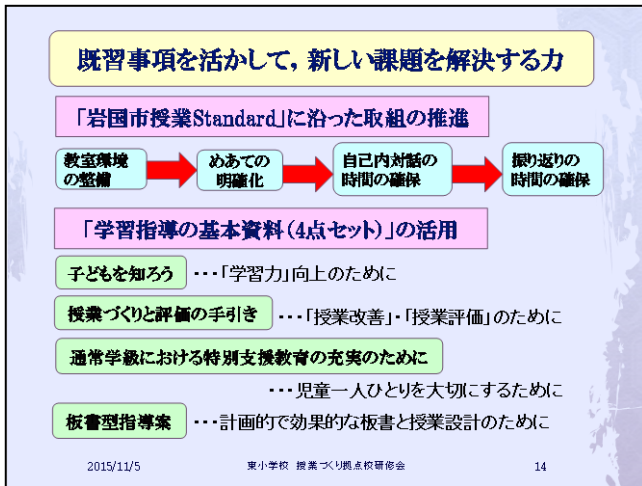 既習事項を活かして，新しい課題を解決する力
「岩国市授業Standard」に沿った取組の推進
教室環境
の整備
めあての
明確化
自己内対話の
時間の確保
振り返りの
時間の確保
「学習指導の基本資料（4点セット）」の活用
子どもを知ろう ・・・「学習力」向上のために
授業づくりと評価の手引き ・・・「授業改善」・「授業評価」のために
通常学級における特別支援教育の充実のために
・・・児童一人ひとりを大切にするために
板書型指導案 ・・・計画的で効果的な板書と授業設計のために
2015/11/5 東小学校 授業づくり拠点校研修会 14